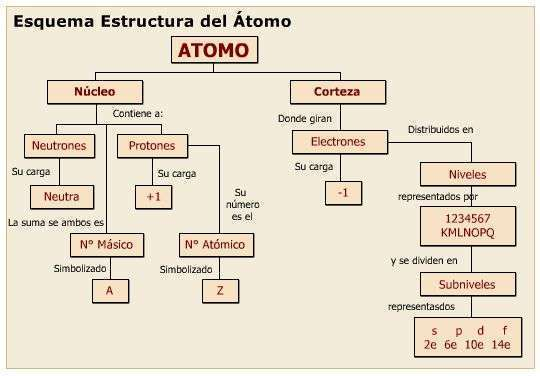 Esquema Estructura del Átomo
ATOMO
Núcleo
Corteza
Contiene a:
Donde giran
Neutrones
Protones
Electrones
Distribuidos en
Su carga
Su carga
Su carga
Niveles
Neutra
+1
-1
Su
número
es el
representados por
La suma se ambos es
1234567
KMLNOPQ
N° Másico
N° Atómico
y se dividen en
Simbolizado
Simbolizado
Subniveles
A
Z
representasdos
s p d f
2e 6e 10e 14e